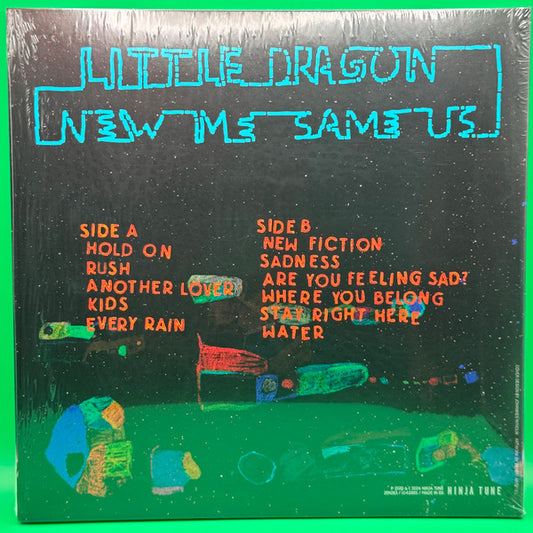 LITTLE DRAGON
NEW ME SAME US
SIDE A
HOLD ON
RUSH
ANOTHER LOVER
KIDS
EVERY RAIN
SIDE B
NEW FICTION
SADNESS
ARE YOU FEELING SAD?
WHERE YOU BELONG
STAY RIGHT HERE
WATER
NINJA TUNE